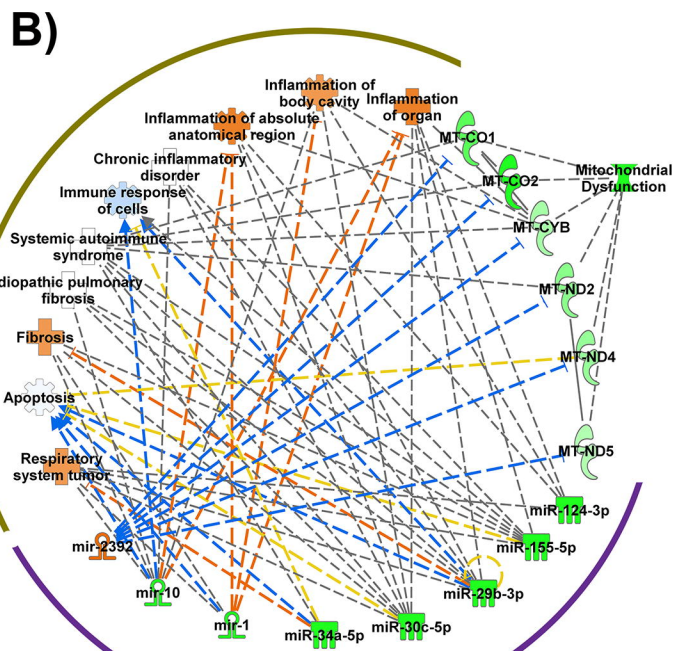 B)
Inflammation of
body cavity
Inflammation
of organ
Inflammation of absolute
anatomical region
MT-CO1
Chronic inflammatory
disorder
MT-CO2
Mitochondrial
Dysfunction
Immune response
of cells
MT-CYB
Systemic autoimmune
syndrome
diopathic pulmonary
fibrosis
MT-ND2
Fibrosis
MT-ND4
Apoptosis
MT-ND5
Respiratory
system tumor
miR-124-3p
mir-2392
miR-155-5p
mir-10
miR-29b-3p
mir-1
miR-34a-5p
miR-30c-5p